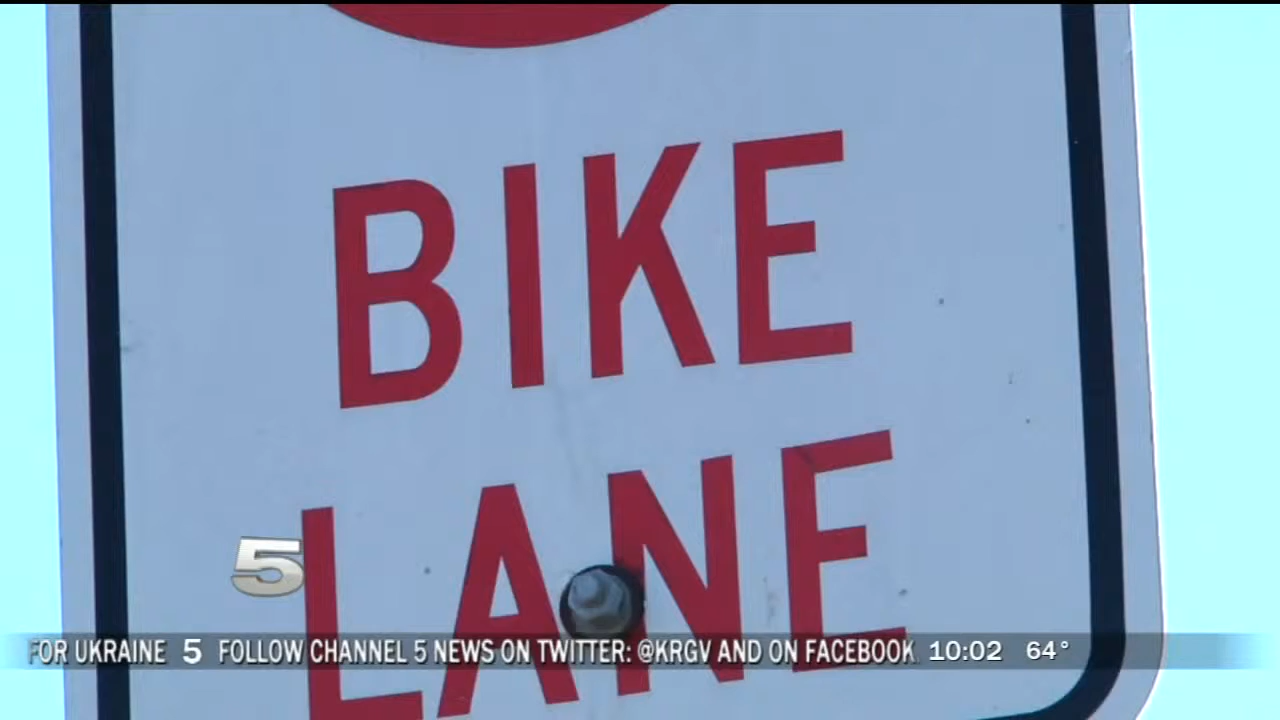 BIKE
LANE
5
FOR UKRAINE 5 FOLLOW CHANNEL 5 NEWS ON TWITTER: @KRGV AND ON FACEBOOK 10:02 64°